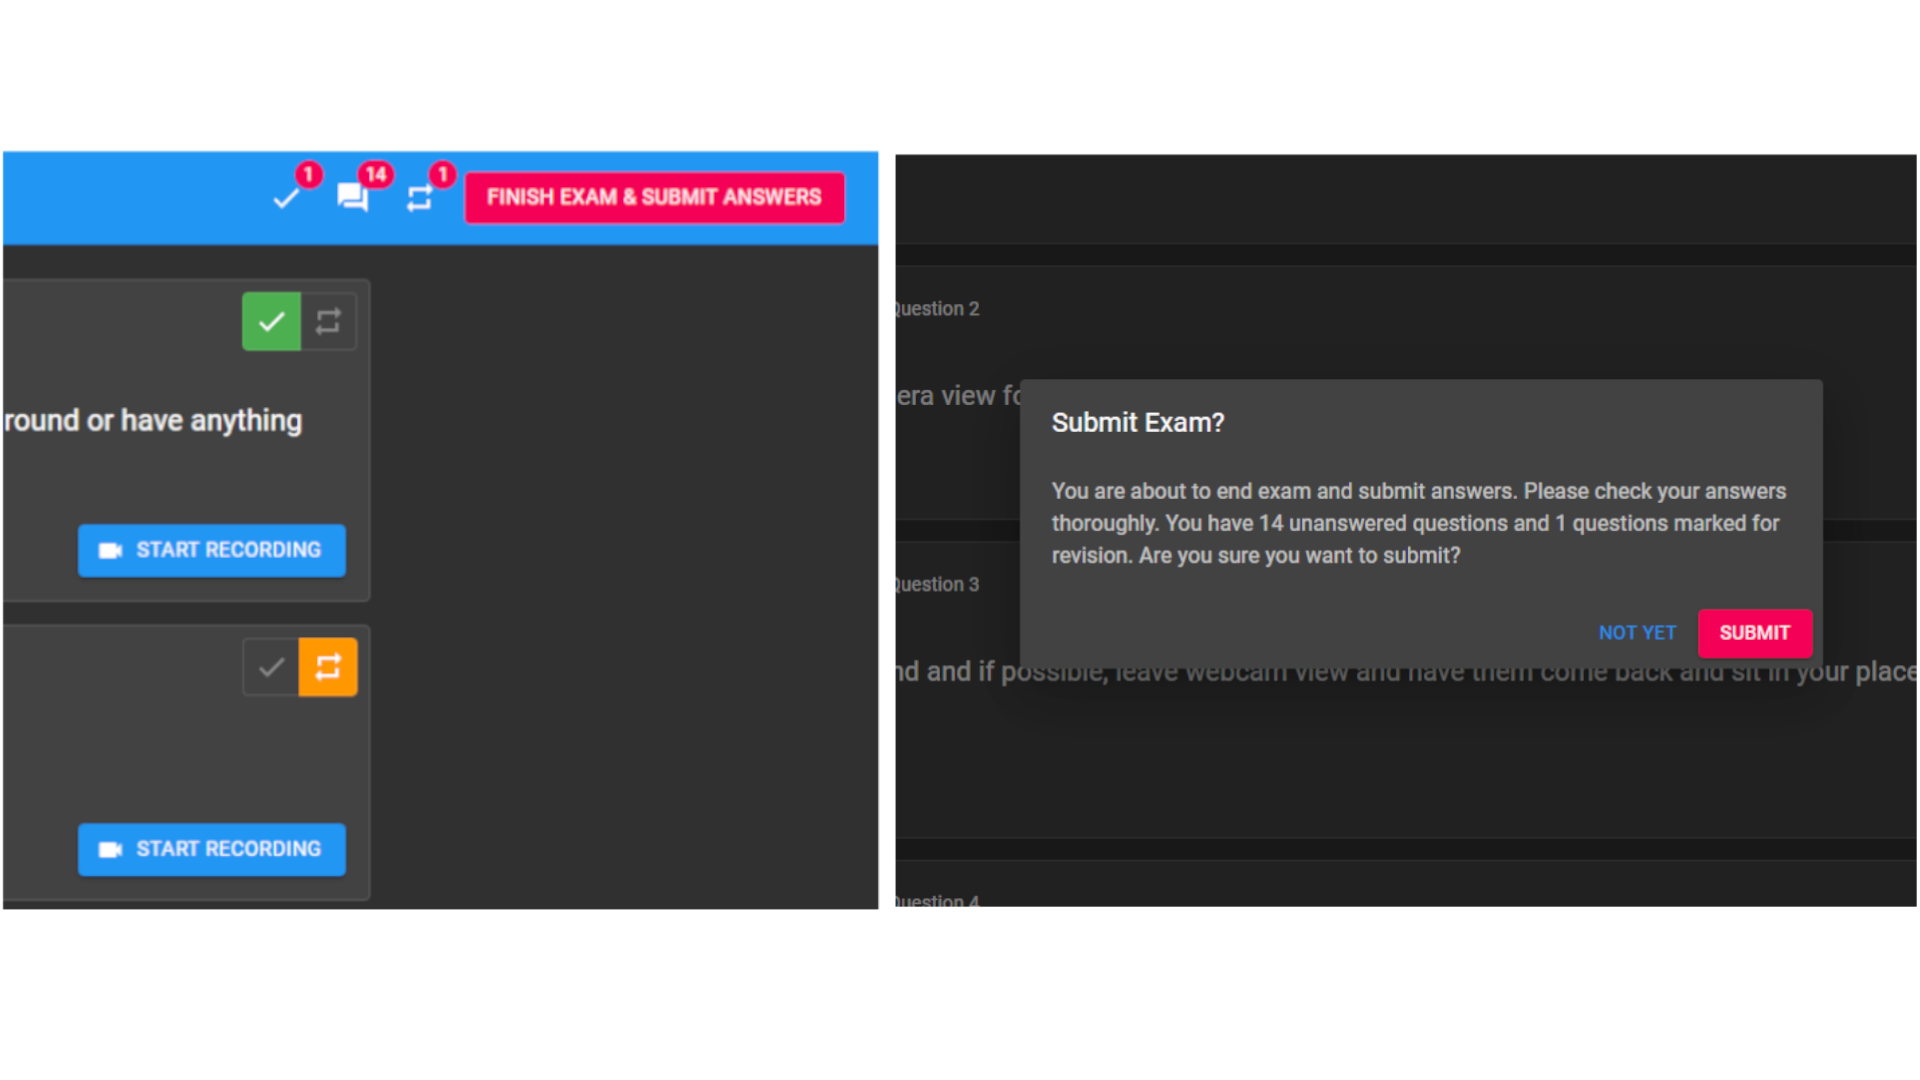 1
14
1
FINISH EXAM & SUBMIT ANSWERS
round or have anything
START RECORDING
START RECORDING
Question 2
era view fo
Submit Exam?
You are about to end exam and submit answers. Please check your answers
thoroughly. You have 14 unanswered questions and 1 questions marked for
revision. Are you sure you want to submit?
NOT YET
SUBMIT
Question 3
nd and if possible, leave webcam view and have them come back and sit in your place
Question 4